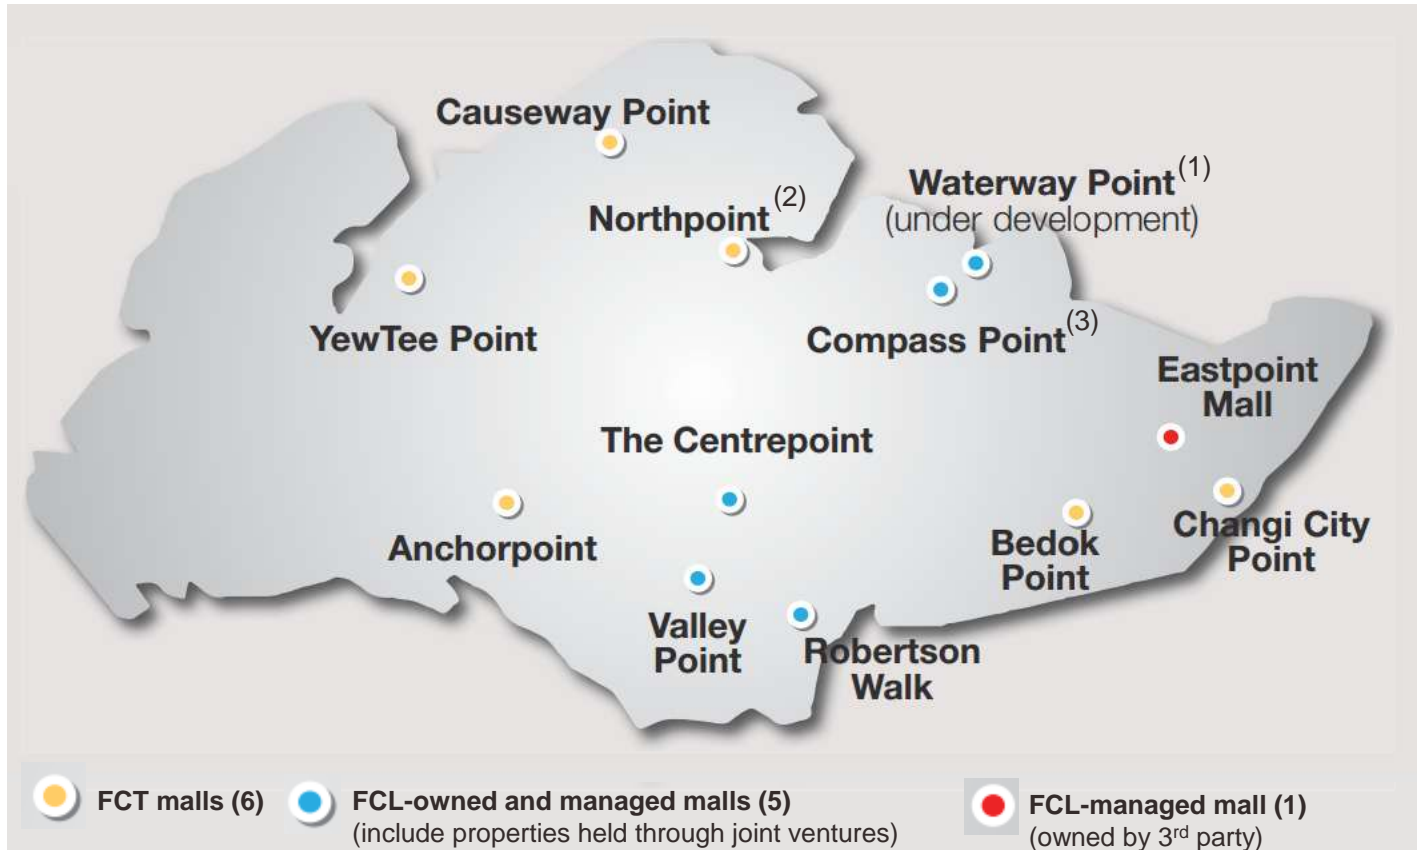 Causeway Point
Northpoint (2)
Waterway Point (1)
(under development)
YewTee Point
Compass Point (3)
Eastpoint
Mall
The Centrepoint
Anchorpoint
Bedok
Point
Changi City
Point
Valley
Point
Robertson
Walk
FCT malls (6)
FCL-owned and managed malls (5)
(include properties held through joint ventures)
FCL-managed mall (1)
(owned by 3rd party)